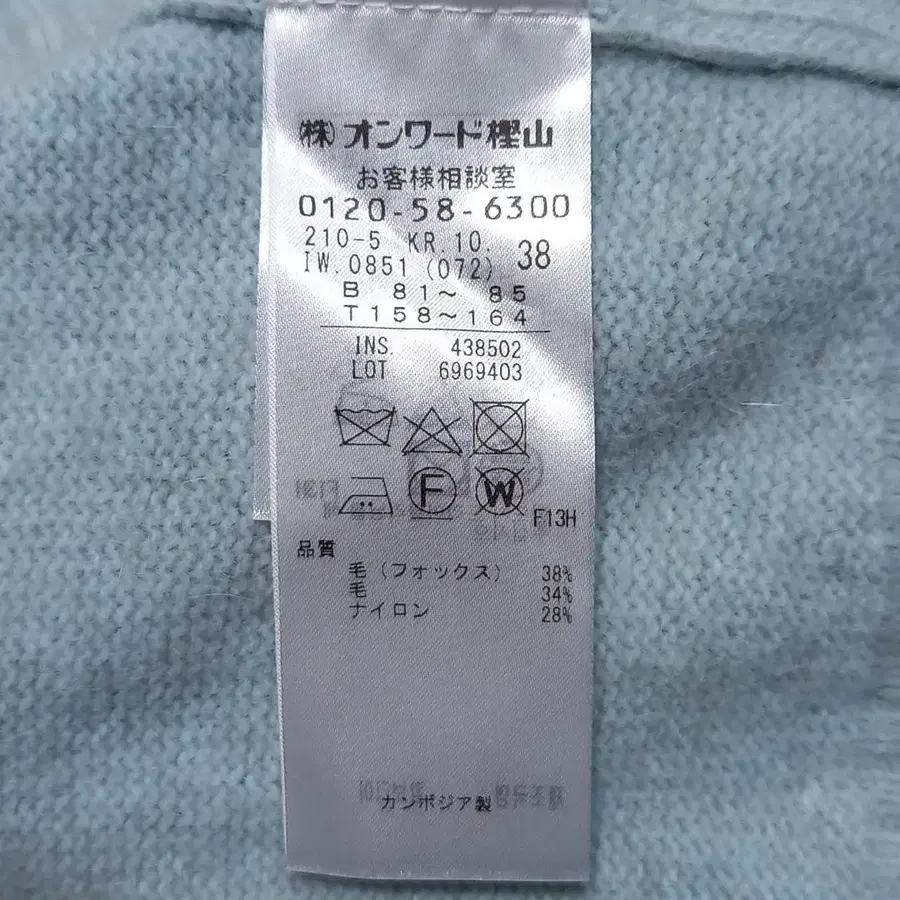 ㈱オンワード樫山
お客様相談室
0120-58-6300
210-5 KR.10.
IW.0851 (072) 38
B 81～ 85
T158～164
INS. 438502
LOT 6969403
F W
F13H
品質
毛(フォックス) 38%
毛 34%
ナイロン 28%
カンボジア製